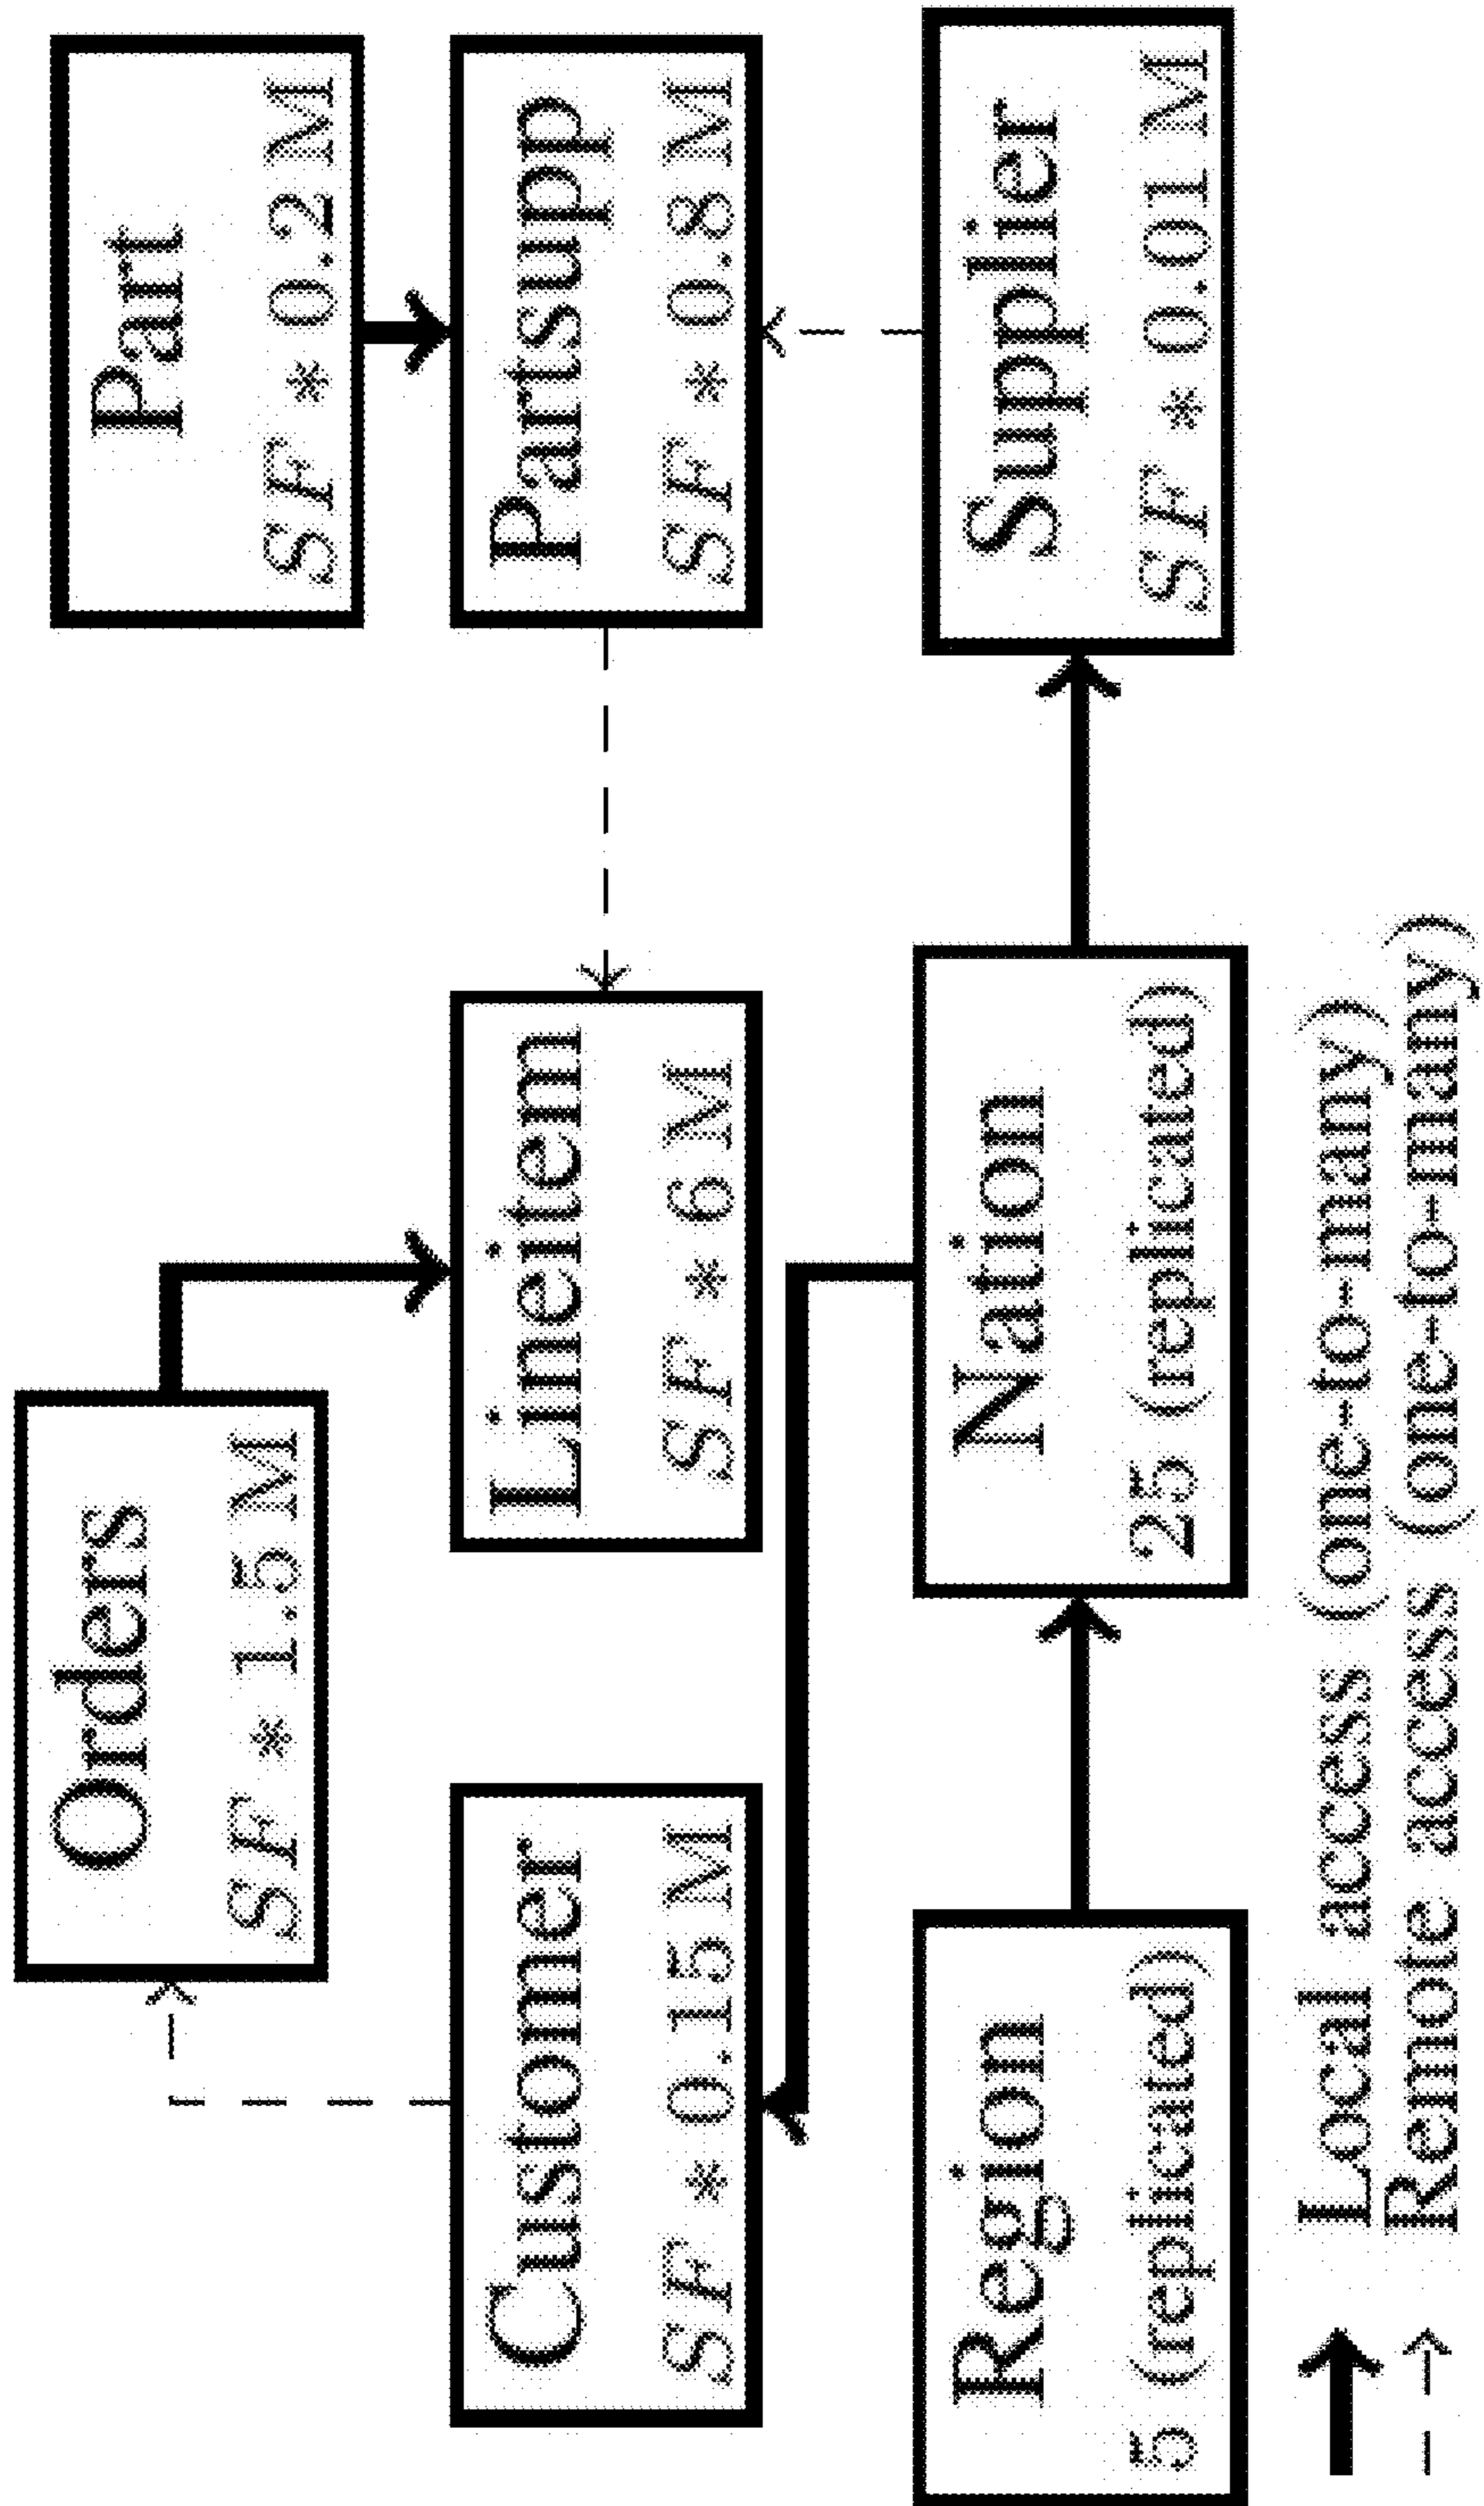 Orders
SF * 1.5 M
Part
SF * 0.2 M
Customer
SF * 0.15 M
Lineitem
SF * 6 M
Partsupp
SF * 0.8 M
Region
5 (replicated)
Nation
25 (replicated)
Supplier
SF * 0.01 M
Local access (one-to-many)
Remote access (one-to-many)